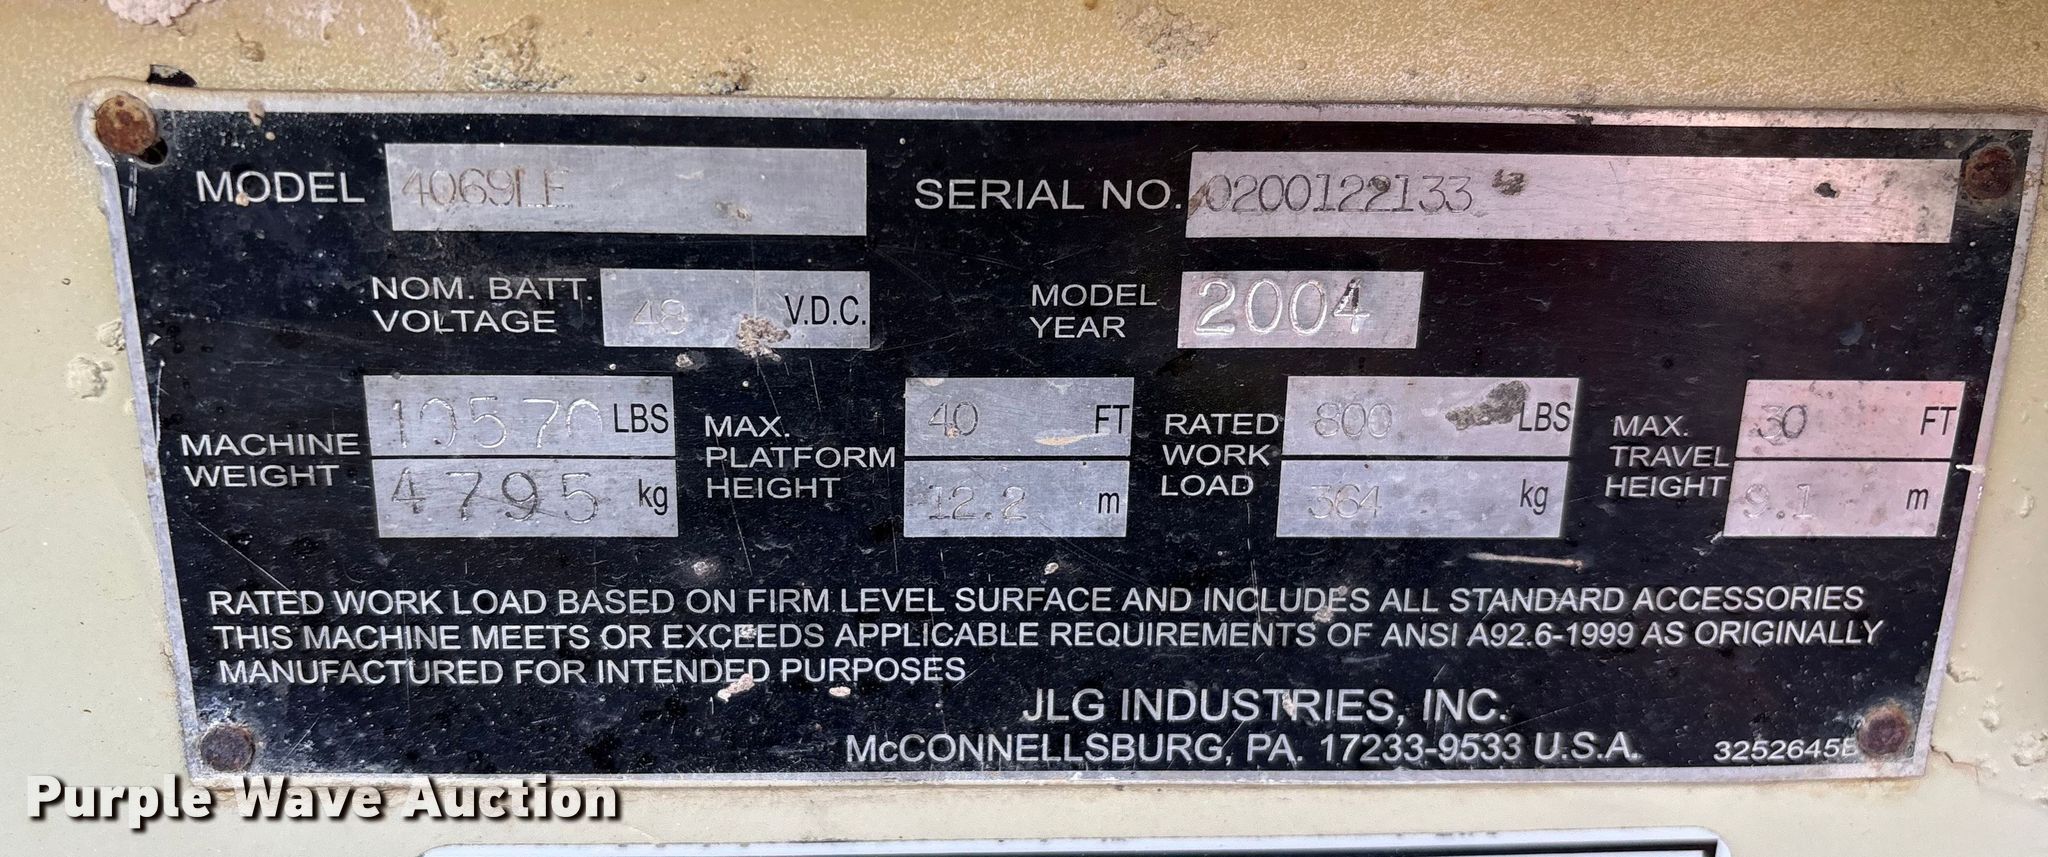 MODEL 4069LE SERIAL NO. 0200122133
NOM. BATT. VOLTAGE 48 V.D.C. MODEL YEAR 2004
MACHINE WEIGHT 10570 LBS 4795 kg
MAX. PLATFORM HEIGHT 40 FT 12.2 m
RATED WORK LOAD 800 LBS 364 kg
MAX. TRAVEL HEIGHT 30 FT 9.1 m
RATED WORK LOAD BASED ON FIRM LEVEL SURFACE AND INCLUDES ALL STANDARD ACCESSORIES
THIS MACHINE MEETS OR EXCEEDS APPLICABLE REQUIREMENTS OF ANSI A92.6-1999 AS ORIGINALLY
MANUFACTURED FOR INTENDED PURPOSES
JLG INDUSTRIES, INC.
McCONNELLSBURG, PA. 17233-9533 U.S.A.
3252645B
Purple Wave Auction